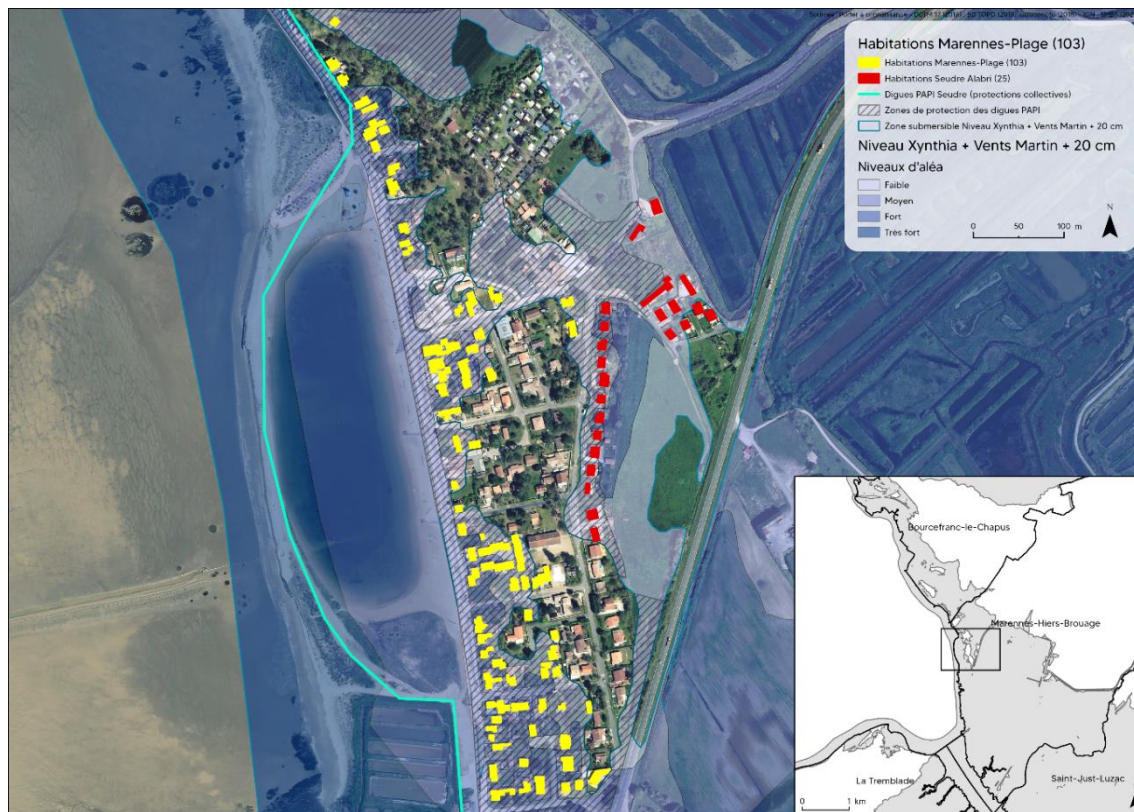 Habitations Marennes-Plage (103)
Habitations Marennes-Plage (103)
Habitations Seudre Alabri (25)
Digues PAPI Seudre (protections collectives)
Zones de protection des digues PAPI
Zone submersible Niveau Xynthia + Vents Martin + 20 cm
Niveau Xynthia + Vents Martin + 20 cm
Niveaux d'aléa
Faible
Moyen
Fort
Très fort
N
0 50 100 m
Bourcefranc-le-Chapus
Marennes-Hiers-Brouage
La Tremblade
Saint-Just-Luzac
0 1 km